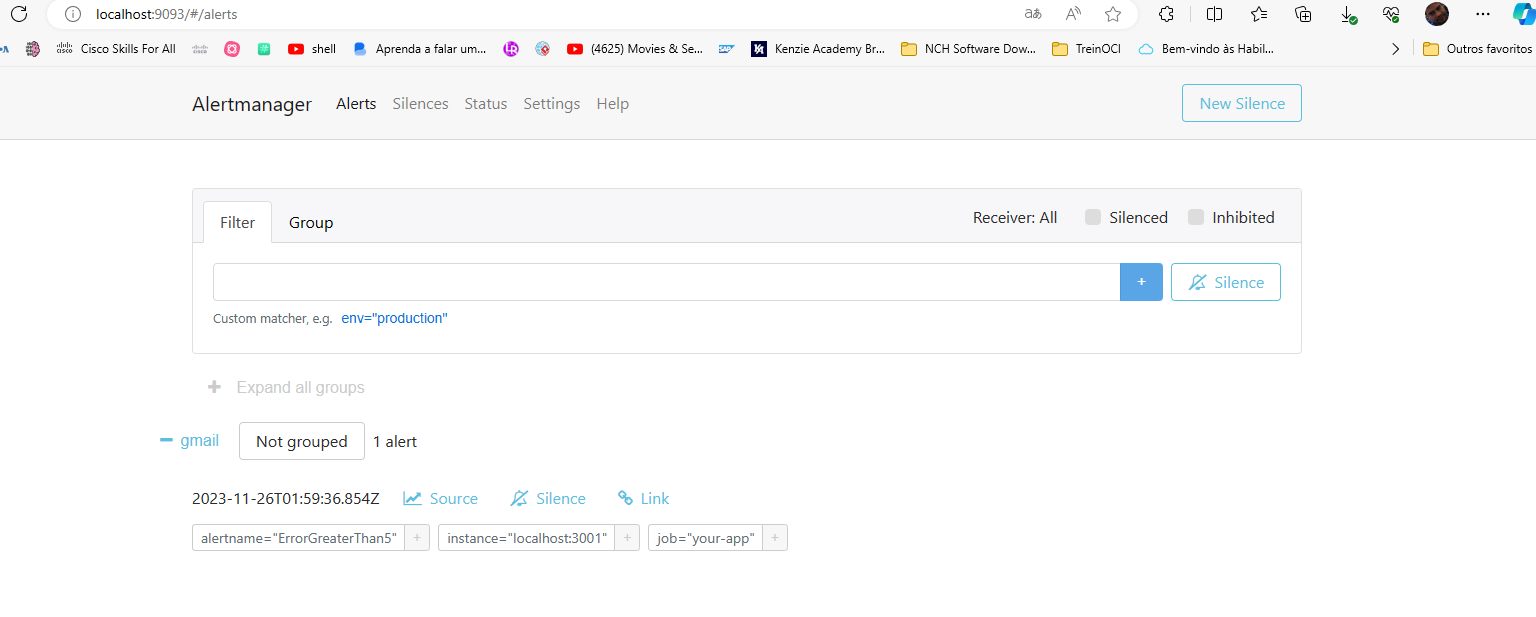 localhost:9093/#/alerts
Cisco Skills For All shell Aprenda a falar um... (4625) Movies & Se... Kenzie Academy Br... NCH Software Dow... TreinOCI Bem-vindo às Habil... Outros favoritos
Alertmanager Alerts Silences Status Settings Help New Silence
Filter Group Receiver: All Silenced Inhibited
+ Silence
Custom matcher, e.g. env="production"
+ Expand all groups
− gmail Not grouped 1 alert
2023-11-26T01:59:36.854Z Source Silence Link
alertname="ErrorGreaterThan5" + instance="localhost:3001" + job="your-app" +